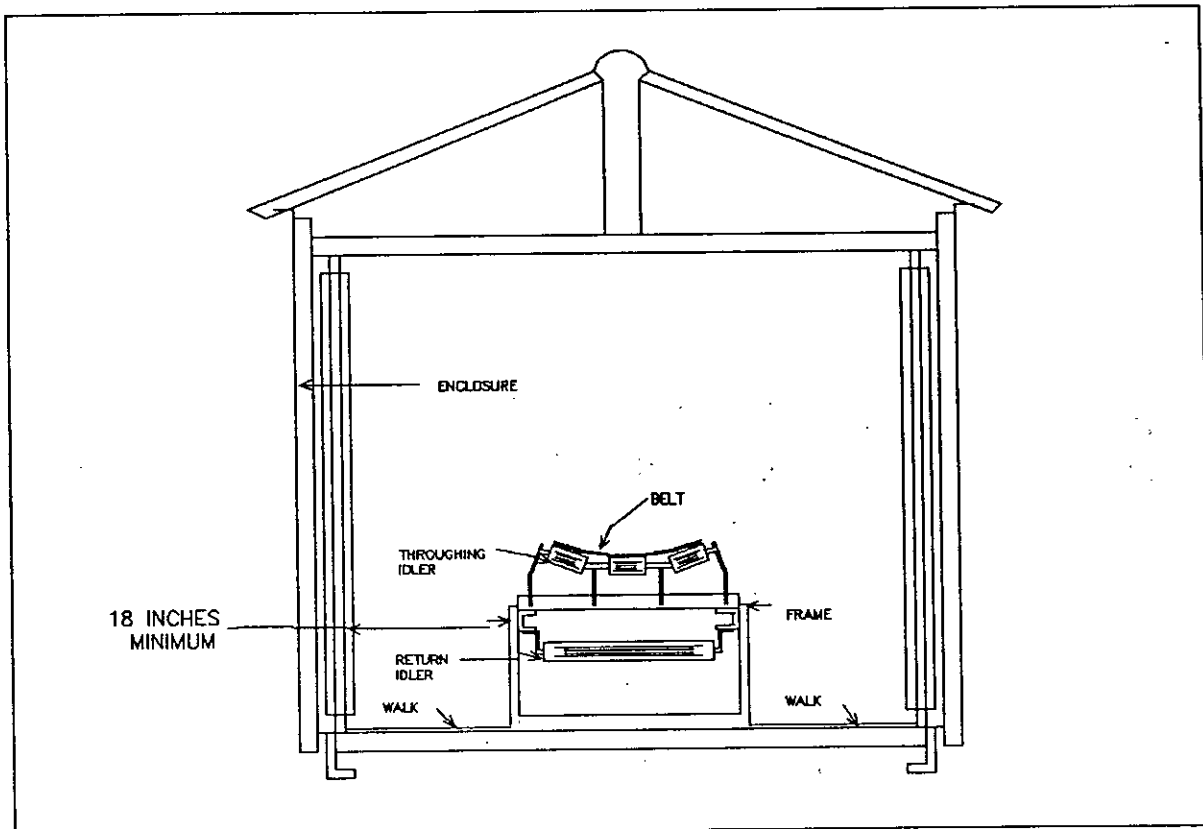 ENCLOSURE
BELT
THROUGHING
IDLER
18 INCHES
MINIMUM
FRAME
RETURN
IDLER
WALK
WALK